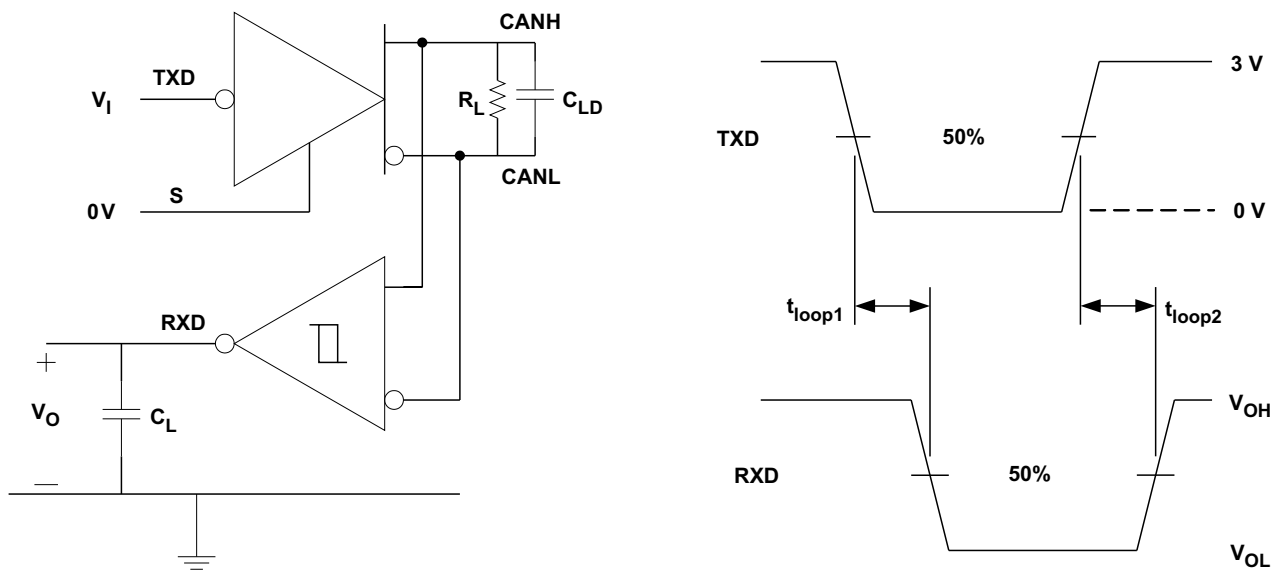 CANH
TXD
V_I
R_L
C_LD
CANL
S
0V
RXD
+
V_O
C_L
—
3 V
TXD
50%
0 V
t_loop1
t_loop2
V_OH
RXD
50%
V_OL